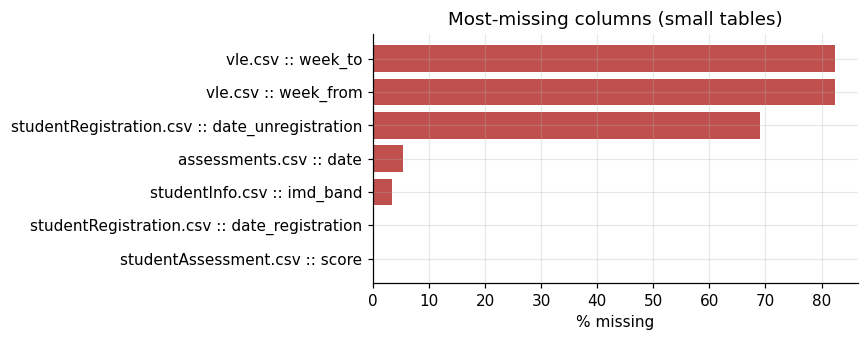 Most-missing columns (small tables)
vle.csv :: week_to
vle.csv :: week_from
studentRegistration.csv :: date_unregistration
assessments.csv :: date
studentInfo.csv :: imd_band
studentRegistration.csv :: date_registration
studentAssessment.csv :: score
0 10 20 30 40 50 60 70 80
% missing